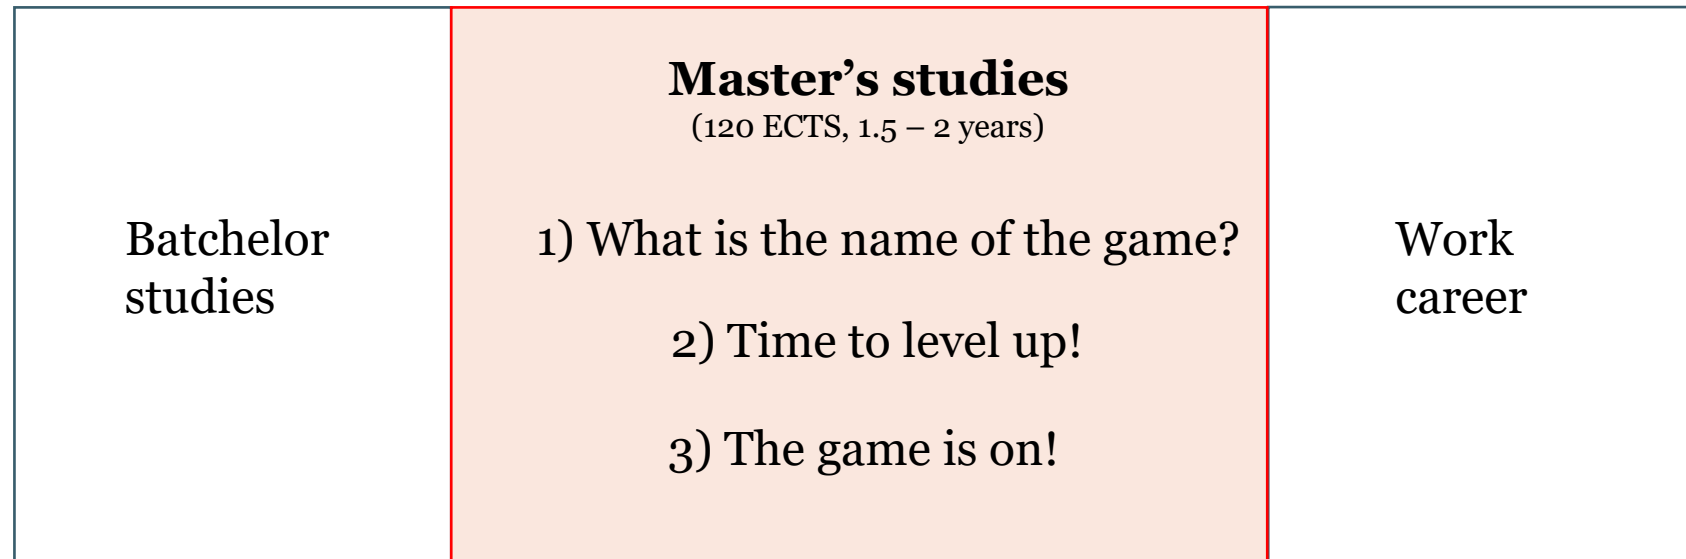 Batchelor
studies
Master’s studies
(120 ECTS, 1.5 – 2 years)
1) What is the name of the game?
2) Time to level up!
3) The game is on!
Work
career